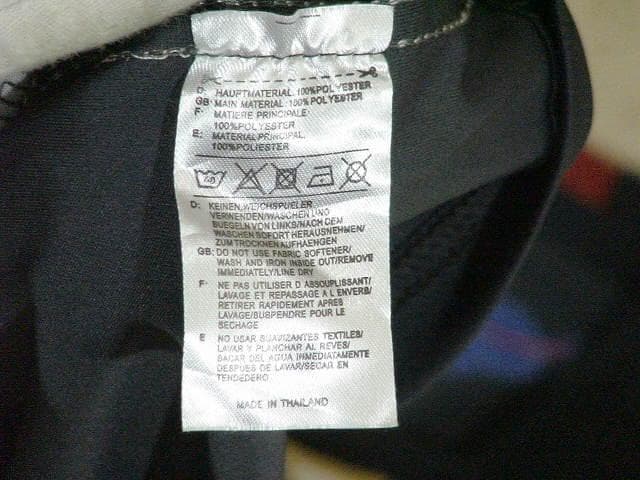 D: HAUPTMATERIAL: 100%POLYESTER
GB: MAIN MATERIAL: 100%POLYESTER
F: MATIERE PRINCIPALE:
100%POLYESTER
E: MATERIAL PRINCIPAL:
100%POLIESTER
D: KEINEN WEICHSPUELER
VERWENDEN/WASCHEN UND
BUEGELN VON LINKS/NACH DEM
WASCHEN SOFORT HERAUSNEHMEN/
ZUM TROCKNEN AUFHAENGEN
GB: DO NOT USE FABRIC SOFTENER/
WASH AND IRON INSIDE OUT/REMOVE
IMMEDIATELY/LINE DRY
F: NE PAS UTILISER D ASSOUPLISSANT/
LAVAGE ET REPASSAGE A L ENVERS/
RETIRER RAPIDEMENT APRES
LAVAGE/SUSPENDRE POUR LE
SECHAGE
E NO USAR SUAVIZANTES TEXTILES/
LAVAR Y PLANCHAR AL REVES/
SACAR DEL AGUA INMEDIATAMENTE
DESPUES DE LAVAR/SECAR EN
TENDEDERO
MADE IN THAILAND